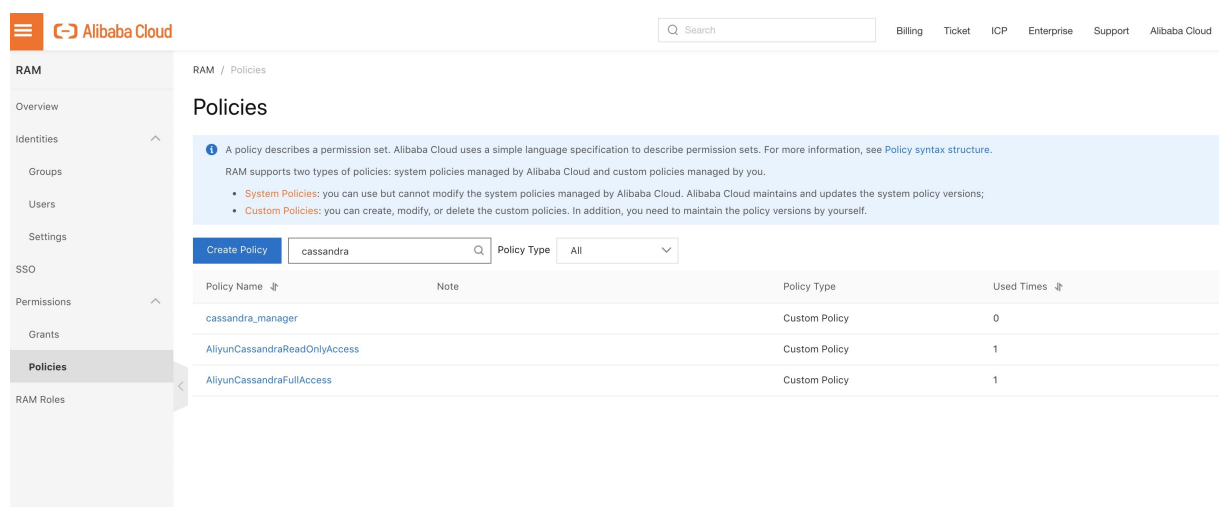 Alibaba Cloud
Search
Billing Ticket ICP Enterprise Support Alibaba Cloud
RAM
Overview
Identities
Groups
Users
Settings
SSO
Permissions
Grants
Policies
RAM Roles
RAM / Policies
Policies
A policy describes a permission set. Alibaba Cloud uses a simple language specification to describe permission sets. For more information, see Policy syntax structure.
RAM supports two types of policies: system policies managed by Alibaba Cloud and custom policies managed by you.
• System Policies: you can use but cannot modify the system policies managed by Alibaba Cloud. Alibaba Cloud maintains and updates the system policy versions;
• Custom Policies: you can create, modify, or delete the custom policies. In addition, you need to maintain the policy versions by yourself.
Create Policy cassandra Policy Type All
Policy Name Note Policy Type Used Times
cassandra_manager Custom Policy 0
AliyunCassandraReadOnlyAccess Custom Policy 1
AliyunCassandraFullAccess Custom Policy 1